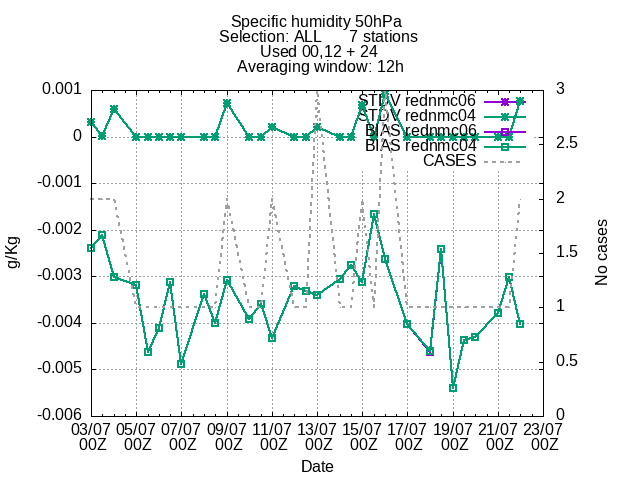 Specific humidity 50hPa
Selection: ALL 7 stations
Used 00,12 + 24
Averaging window: 12h
STDV rednmc06
STDV rednmc04
BIAS rednmc06
BIAS rednmc04
CASES
0.001
0
-0.001
-0.002
-0.003
-0.004
-0.005
-0.006
g/Kg
3
2.5
2
1.5
1
0.5
0
No cases
03/07 05/07 07/07 09/07 11/07 13/07 15/07 17/07 19/07 21/07 23/07
00Z 00Z 00Z 00Z 00Z 00Z 00Z 00Z 00Z 00Z 00Z
Date